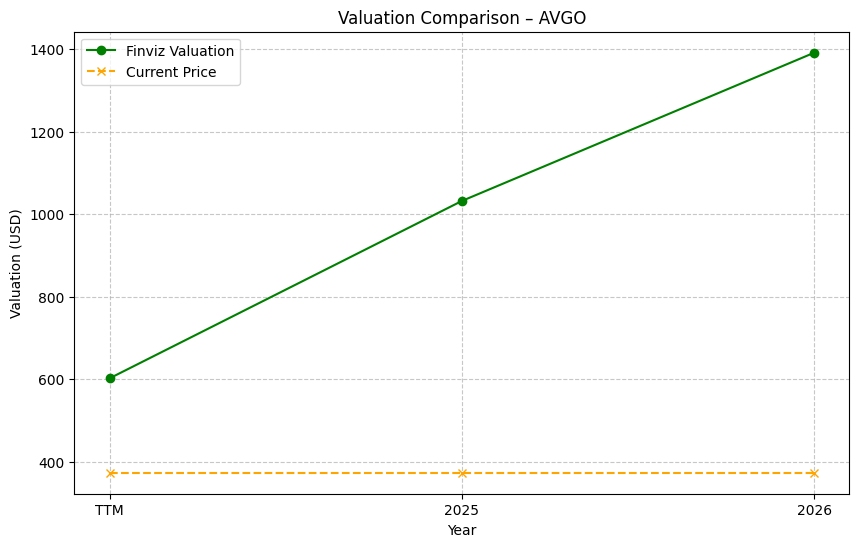 Valuation Comparison – AVGO
Finviz Valuation
Current Price
Valuation (USD)
1400
1200
1000
800
600
400
TTM
2025
2026
Year